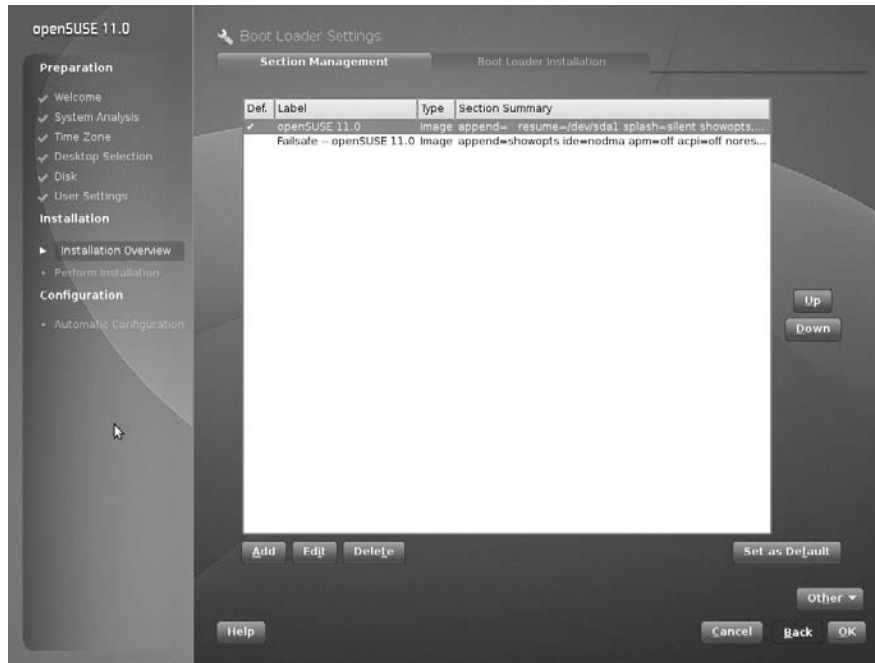 openSUSE 11.0
Preparation
Welcome
System Analysis
Time Zone
Desktop Selection
Disk
User Settings
Installation
Installation Overview
Perform Installation
Configuration
Automatic Configuration
Boot Loader Settings
Section Management
Boot Loader Installation
Def. Label Type Section Summary
openSUSE 11.0 Image append= resume=/dev/sda1 splash=silent showopts,...
Failsafe -- openSUSE 11.0 Image append=showopts ide=nodma apm=off acpi=off nores...
Up
Down
Add Edit Delete Set as Default
Other
Help Cancel Back OK